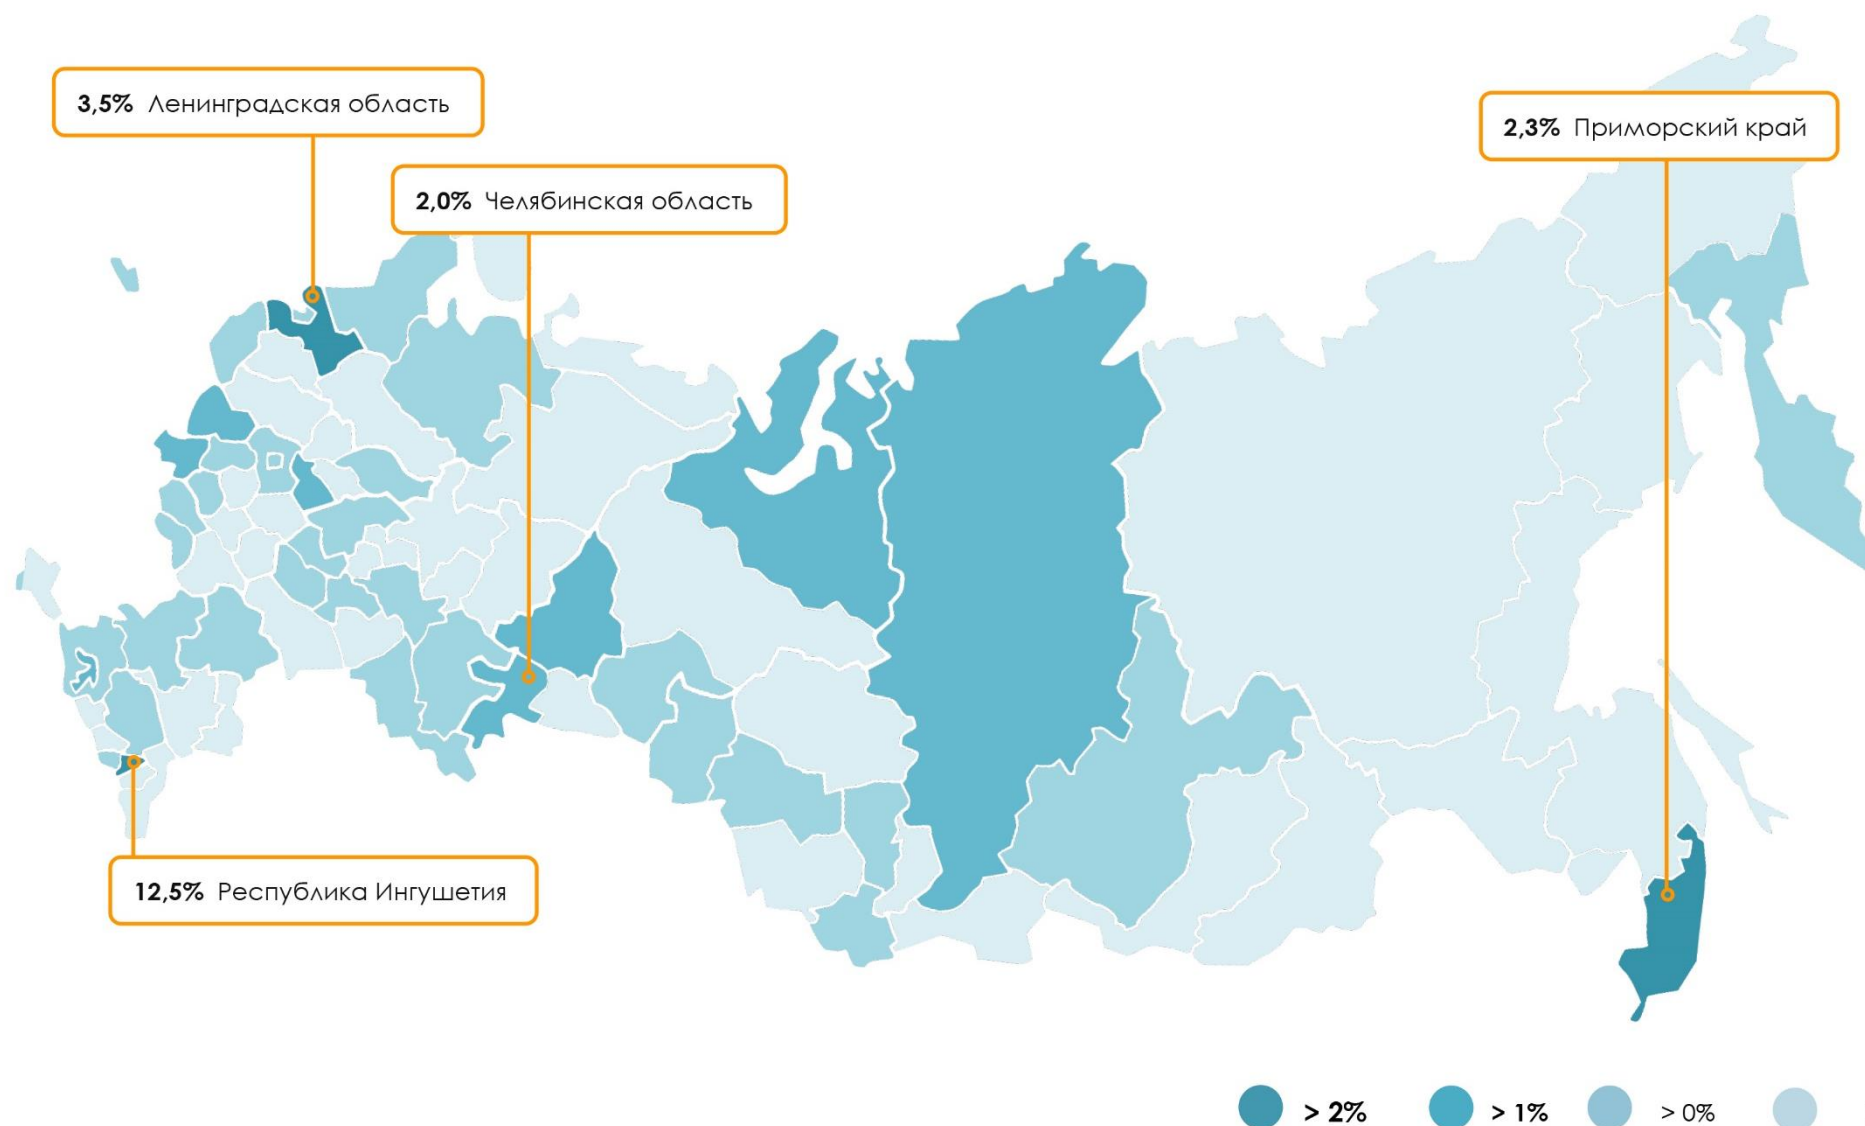 3,5% Ленинградская область
2,3% Приморский край
2,0% Челябинская область
12,5% Республика Ингушетия
> 2% > 1% > 0%